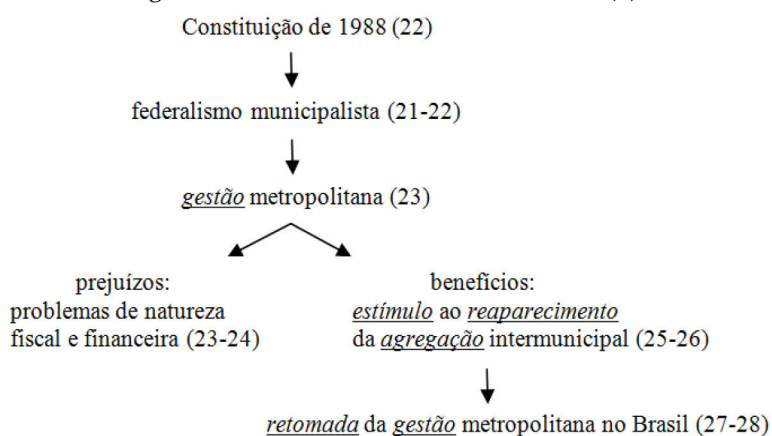 Constituição de 1988 (22)
federalismo municipalista (21-22)
gestão metropolitana (23)
prejuízos:
problemas de natureza
fiscal e financeira (23-24)
benefícios:
estímulo ao reaparecimento
da agregação intermunicipal (25-26)
retomada da gestão metropolitana no Brasil (27-28)